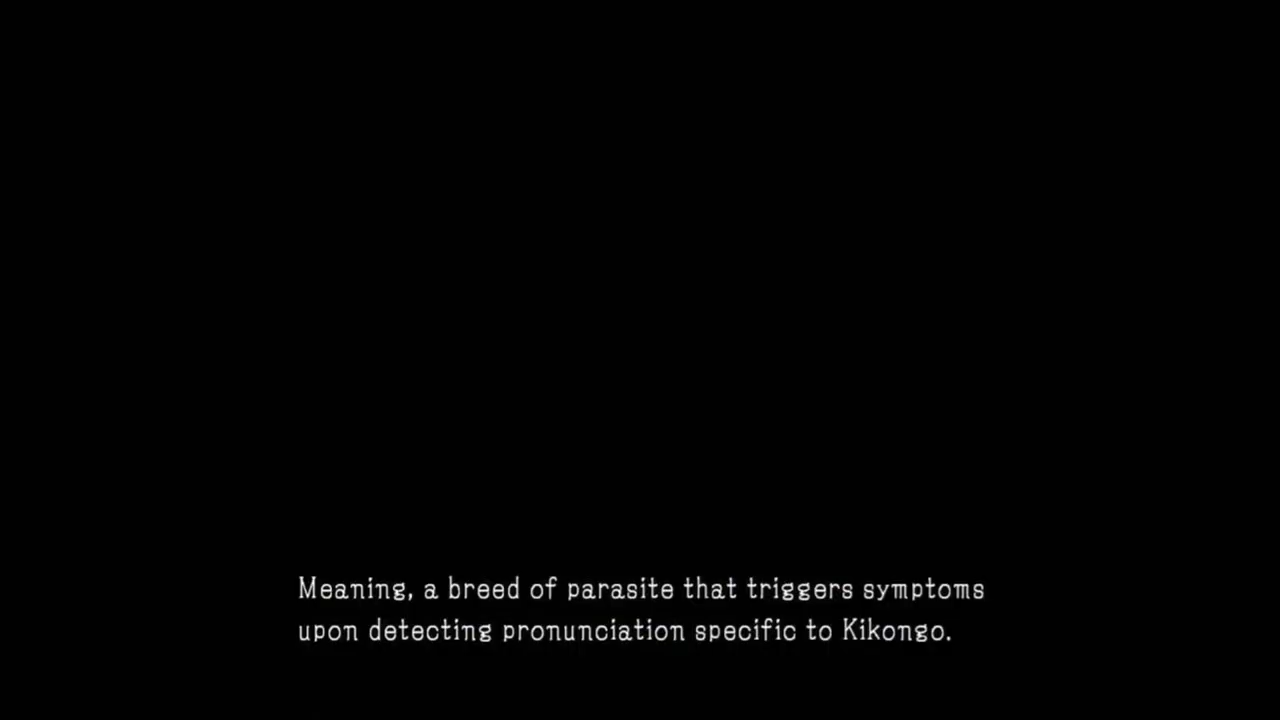 Meaning, a breed of parasite that triggers symptoms
upon detecting pronunciation specific to Kikongo.